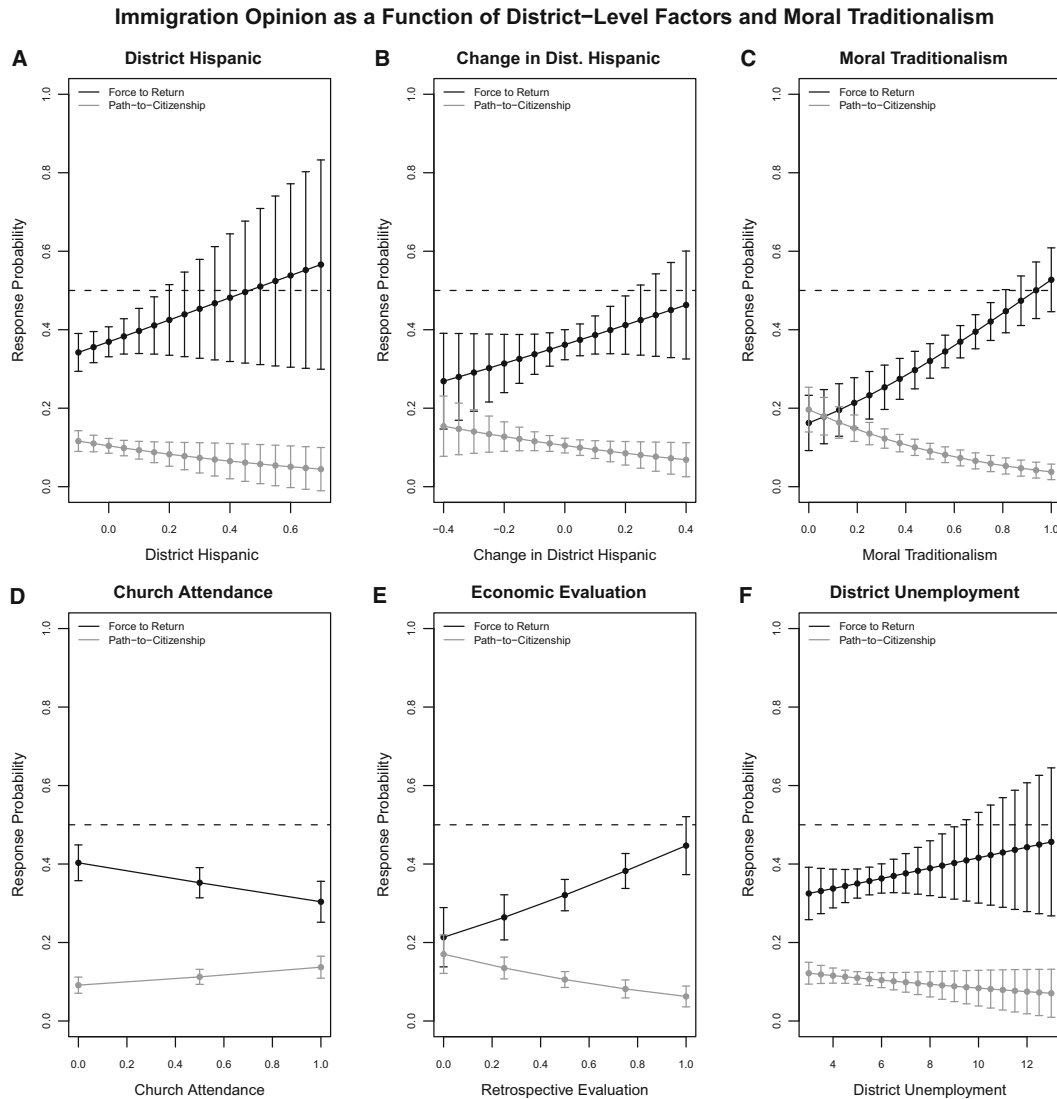 Immigration Opinion as a Function of District−Level Factors and Moral Traditionalism
A
District Hispanic
Force to Return
Path−to−Citizenship
Response Probability
0.0
0.2
0.4
0.6
0.8
1.0
0.0 0.2 0.4 0.6
District Hispanic
B
Change in Dist. Hispanic
Force to Return
Path−to−Citizenship
Response Probability
0.0
0.2
0.4
0.6
0.8
1.0
−0.4 −0.2 0.0 0.2 0.4
Change in District Hispanic
C
Moral Traditionalism
Force to Return
Path−to−Citizenship
Response Probability
0.0
0.2
0.4
0.6
0.8
1.0
0.0 0.2 0.4 0.6 0.8 1.0
Moral Traditionalism
D
Church Attendance
Force to Return
Path−to−Citizenship
Response Probability
0.0
0.2
0.4
0.6
0.8
1.0
0.0 0.2 0.4 0.6 0.8 1.0
Church Attendance
E
Economic Evaluation
Force to Return
Path−to−Citizenship
Response Probability
0.0
0.2
0.4
0.6
0.8
1.0
0.0 0.2 0.4 0.6 0.8 1.0
Retrospective Evaluation
F
District Unemployment
Force to Return
Path−to−Citizenship
Response Probability
0.0
0.2
0.4
0.6
0.8
1.0
4 6 8 10 12
District Unemployment